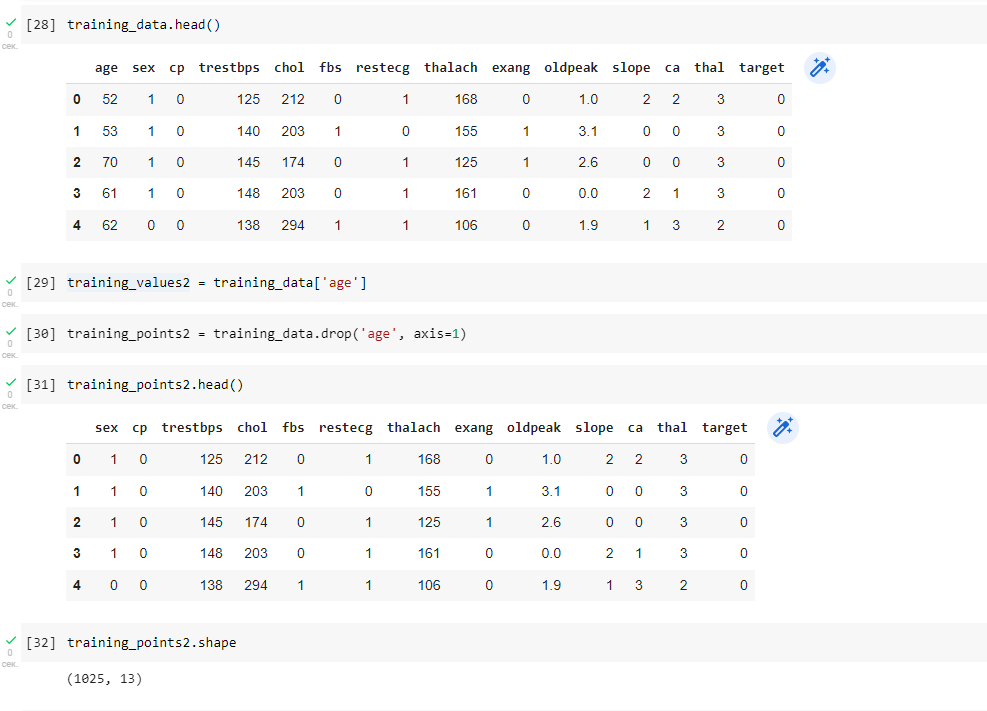 [28] training_data.head()
0
сек.
age sex cp trestbps chol fbs restecg thalach exang oldpeak slope ca thal target
0 52 1 0 125 212 0 1 168 0 1.0 2 2 3 0
1 53 1 0 140 203 1 0 155 1 3.1 0 0 3 0
2 70 1 0 145 174 0 1 125 1 2.6 0 0 3 0
3 61 1 0 148 203 0 1 161 0 0.0 2 1 3 0
4 62 0 0 138 294 1 1 106 0 1.9 1 3 2 0
[29] training_values2 = training_data['age']
0
сек.
[30] training_points2 = training_data.drop('age', axis=1)
0
сек.
[31] training_points2.head()
0
сек.
sex cp trestbps chol fbs restecg thalach exang oldpeak slope ca thal target
0 1 0 125 212 0 1 168 0 1.0 2 2 3 0
1 1 0 140 203 1 0 155 1 3.1 0 0 3 0
2 1 0 145 174 0 1 125 1 2.6 0 0 3 0
3 1 0 148 203 0 1 161 0 0.0 2 1 3 0
4 0 0 138 294 1 1 106 0 1.9 1 3 2 0
[32] training_points2.shape
0
сек.
(1025, 13)